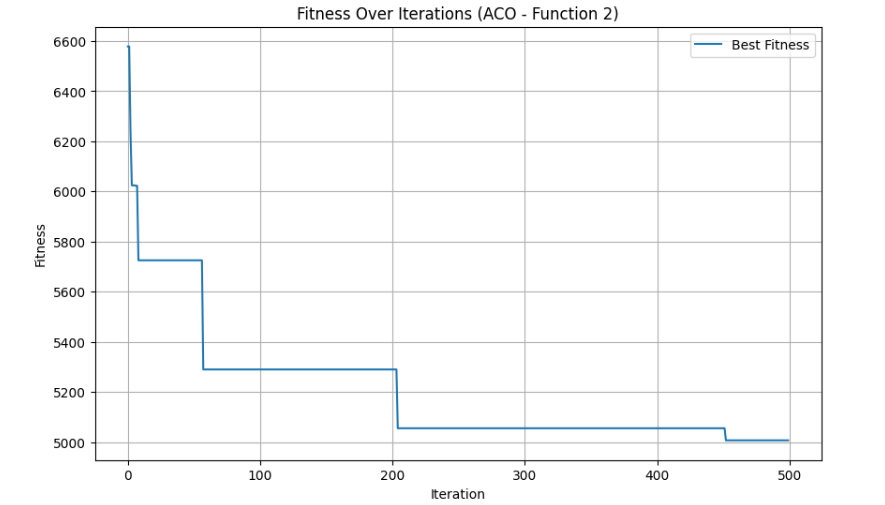 Fitness Over Iterations (ACO - Function 2)
Best Fitness
6600
6400
6200
6000
5800
5600
5400
5200
5000
Fitness
0 100 200 300 400 500
Iteration